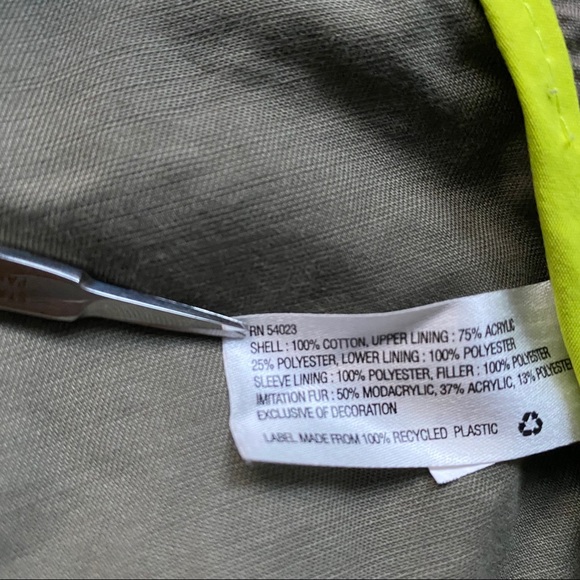 RN 54023
SHELL : 100% COTTON, UPPER LINING : 75% ACRYLIC
25% POLYESTER, LOWER LINING : 100% POLYESTER
SLEEVE LINING : 100% POLYESTER, FILLER : 100% POLYESTER
IMITATION FUR : 50% MODACRYLIC, 37% ACRYLIC, 13% POLYESTER
EXCLUSIVE OF DECORATION
LABEL MADE FROM 100% RECYCLED PLASTIC